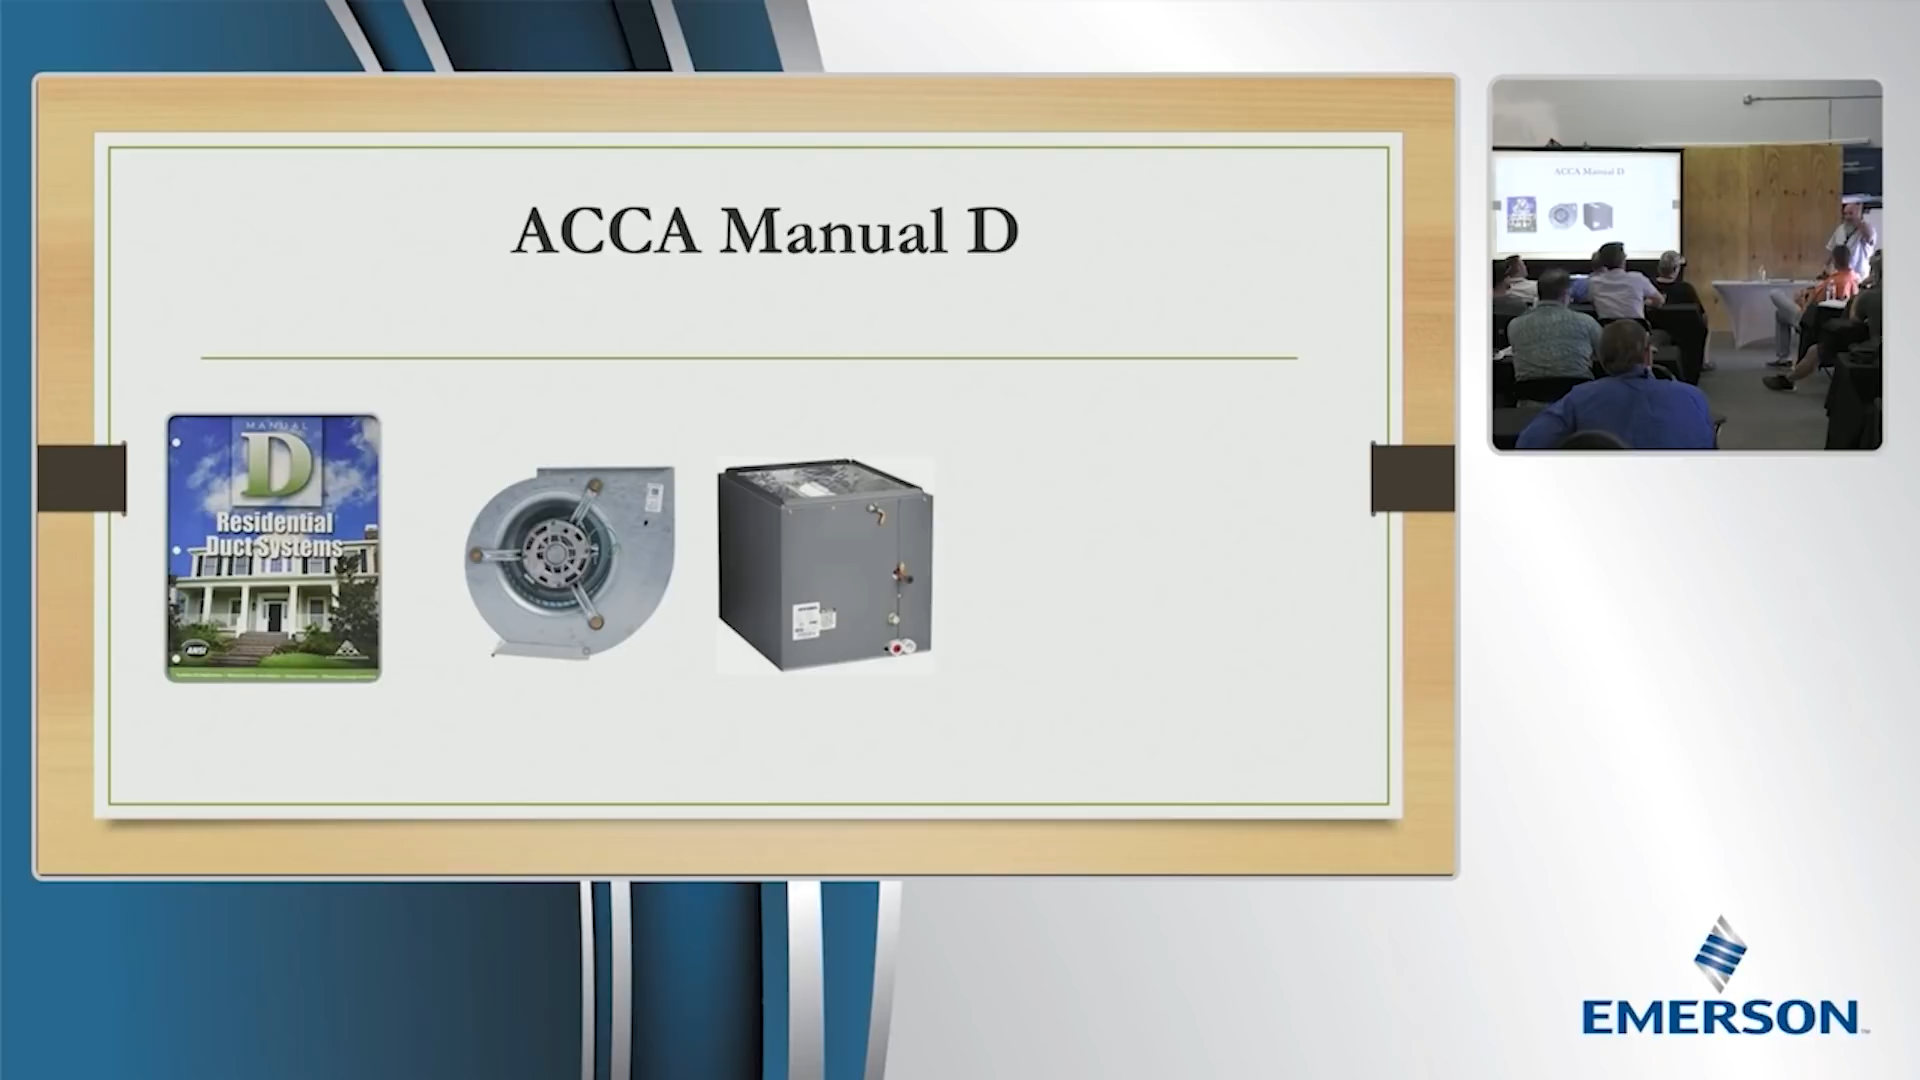 ACCA Manual D
MANUAL
D
Residential
Duct Systems
ANSI
ACCA Manual D
EMERSON